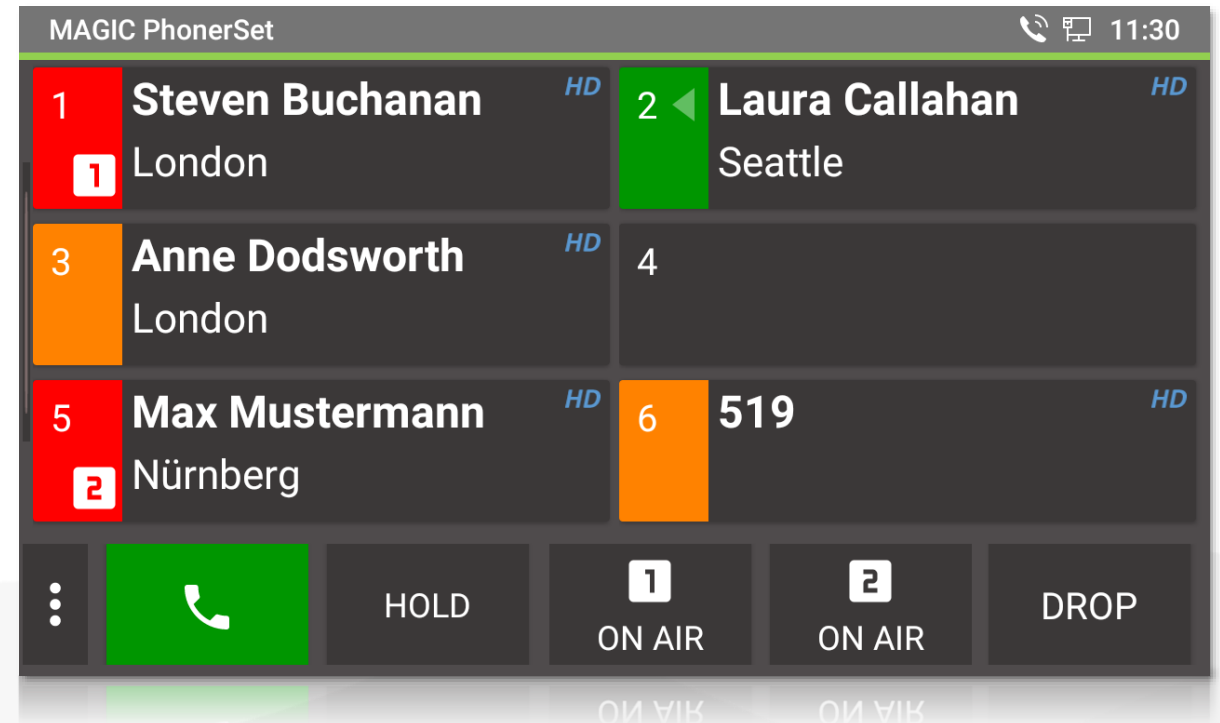 MAGIC PhonerSet 11:30
1 Steven Buchanan HD
1 London
2 Laura Callahan HD
Seattle
3 Anne Dodsworth HD
London
4
5 Max Mustermann HD
2 Nürnberg
6 519 HD
HOLD
1
ON AIR
2
ON AIR
DROP